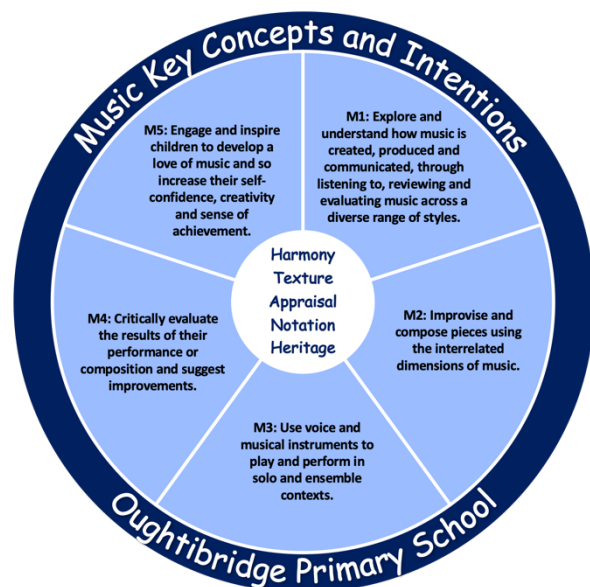 Music Key Concepts and Intentions
M1: Explore and
understand how music is
created, produced and
communicated, through
listening to, reviewing and
evaluating music across a
diverse range of styles.
M2: Improvise and
compose pieces using
the interrelated
dimensions of music.
M3: Use voice and
musical instruments to
play and perform in
solo and ensemble
contexts.
M4: Critically evaluate
the results of their
performance or
composition and suggest
improvements.
M5: Engage and inspire
children to develop a
love of music and so
increase their self-
confidence, creativity
and sense of
achievement.
Harmony
Texture
Appraisal
Notation
Heritage
Oughtibridge Primary School